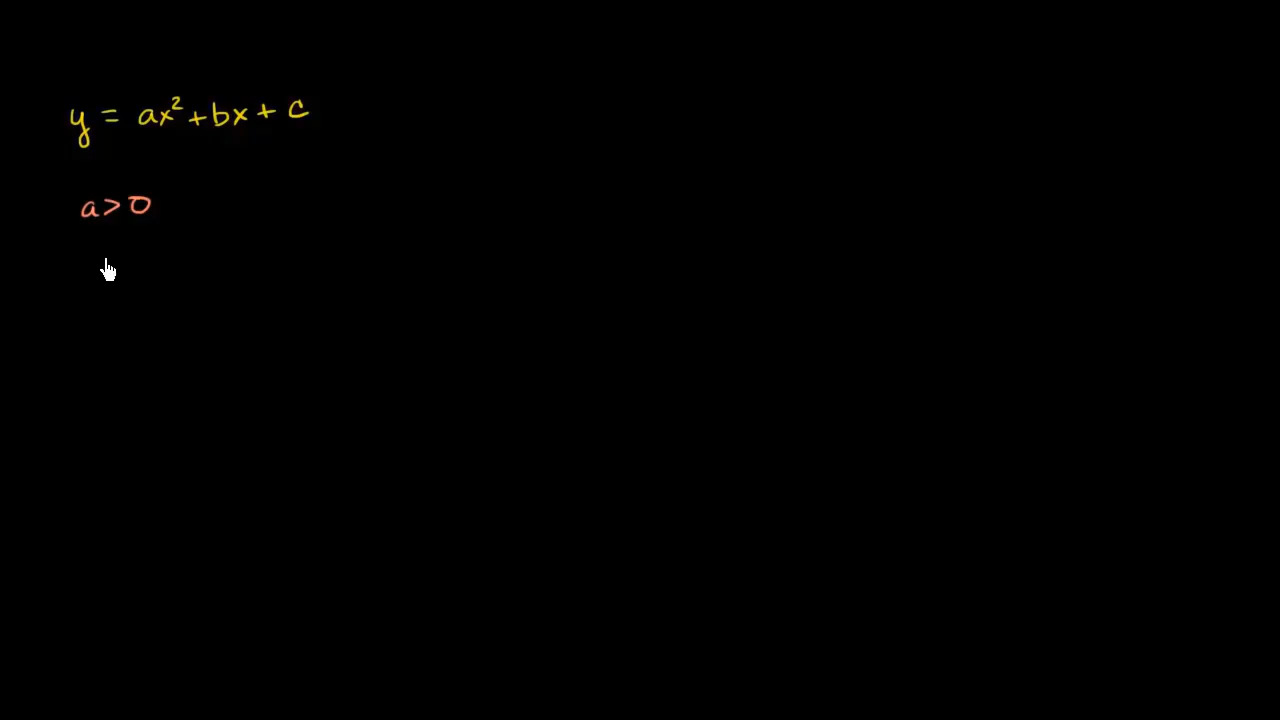 y = ax² + bx + c
a > 0